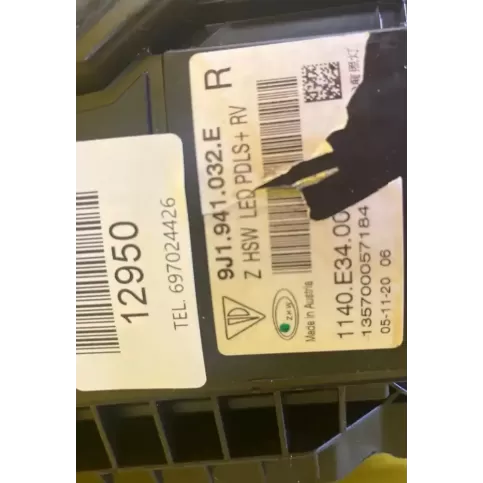 12950
TEL. 697024426
9J1.941.032.E R
Z HSW LED PDLS+ RV
ZKW
Made in Austria
1140.E34.00
135700057184
05-11-20 06